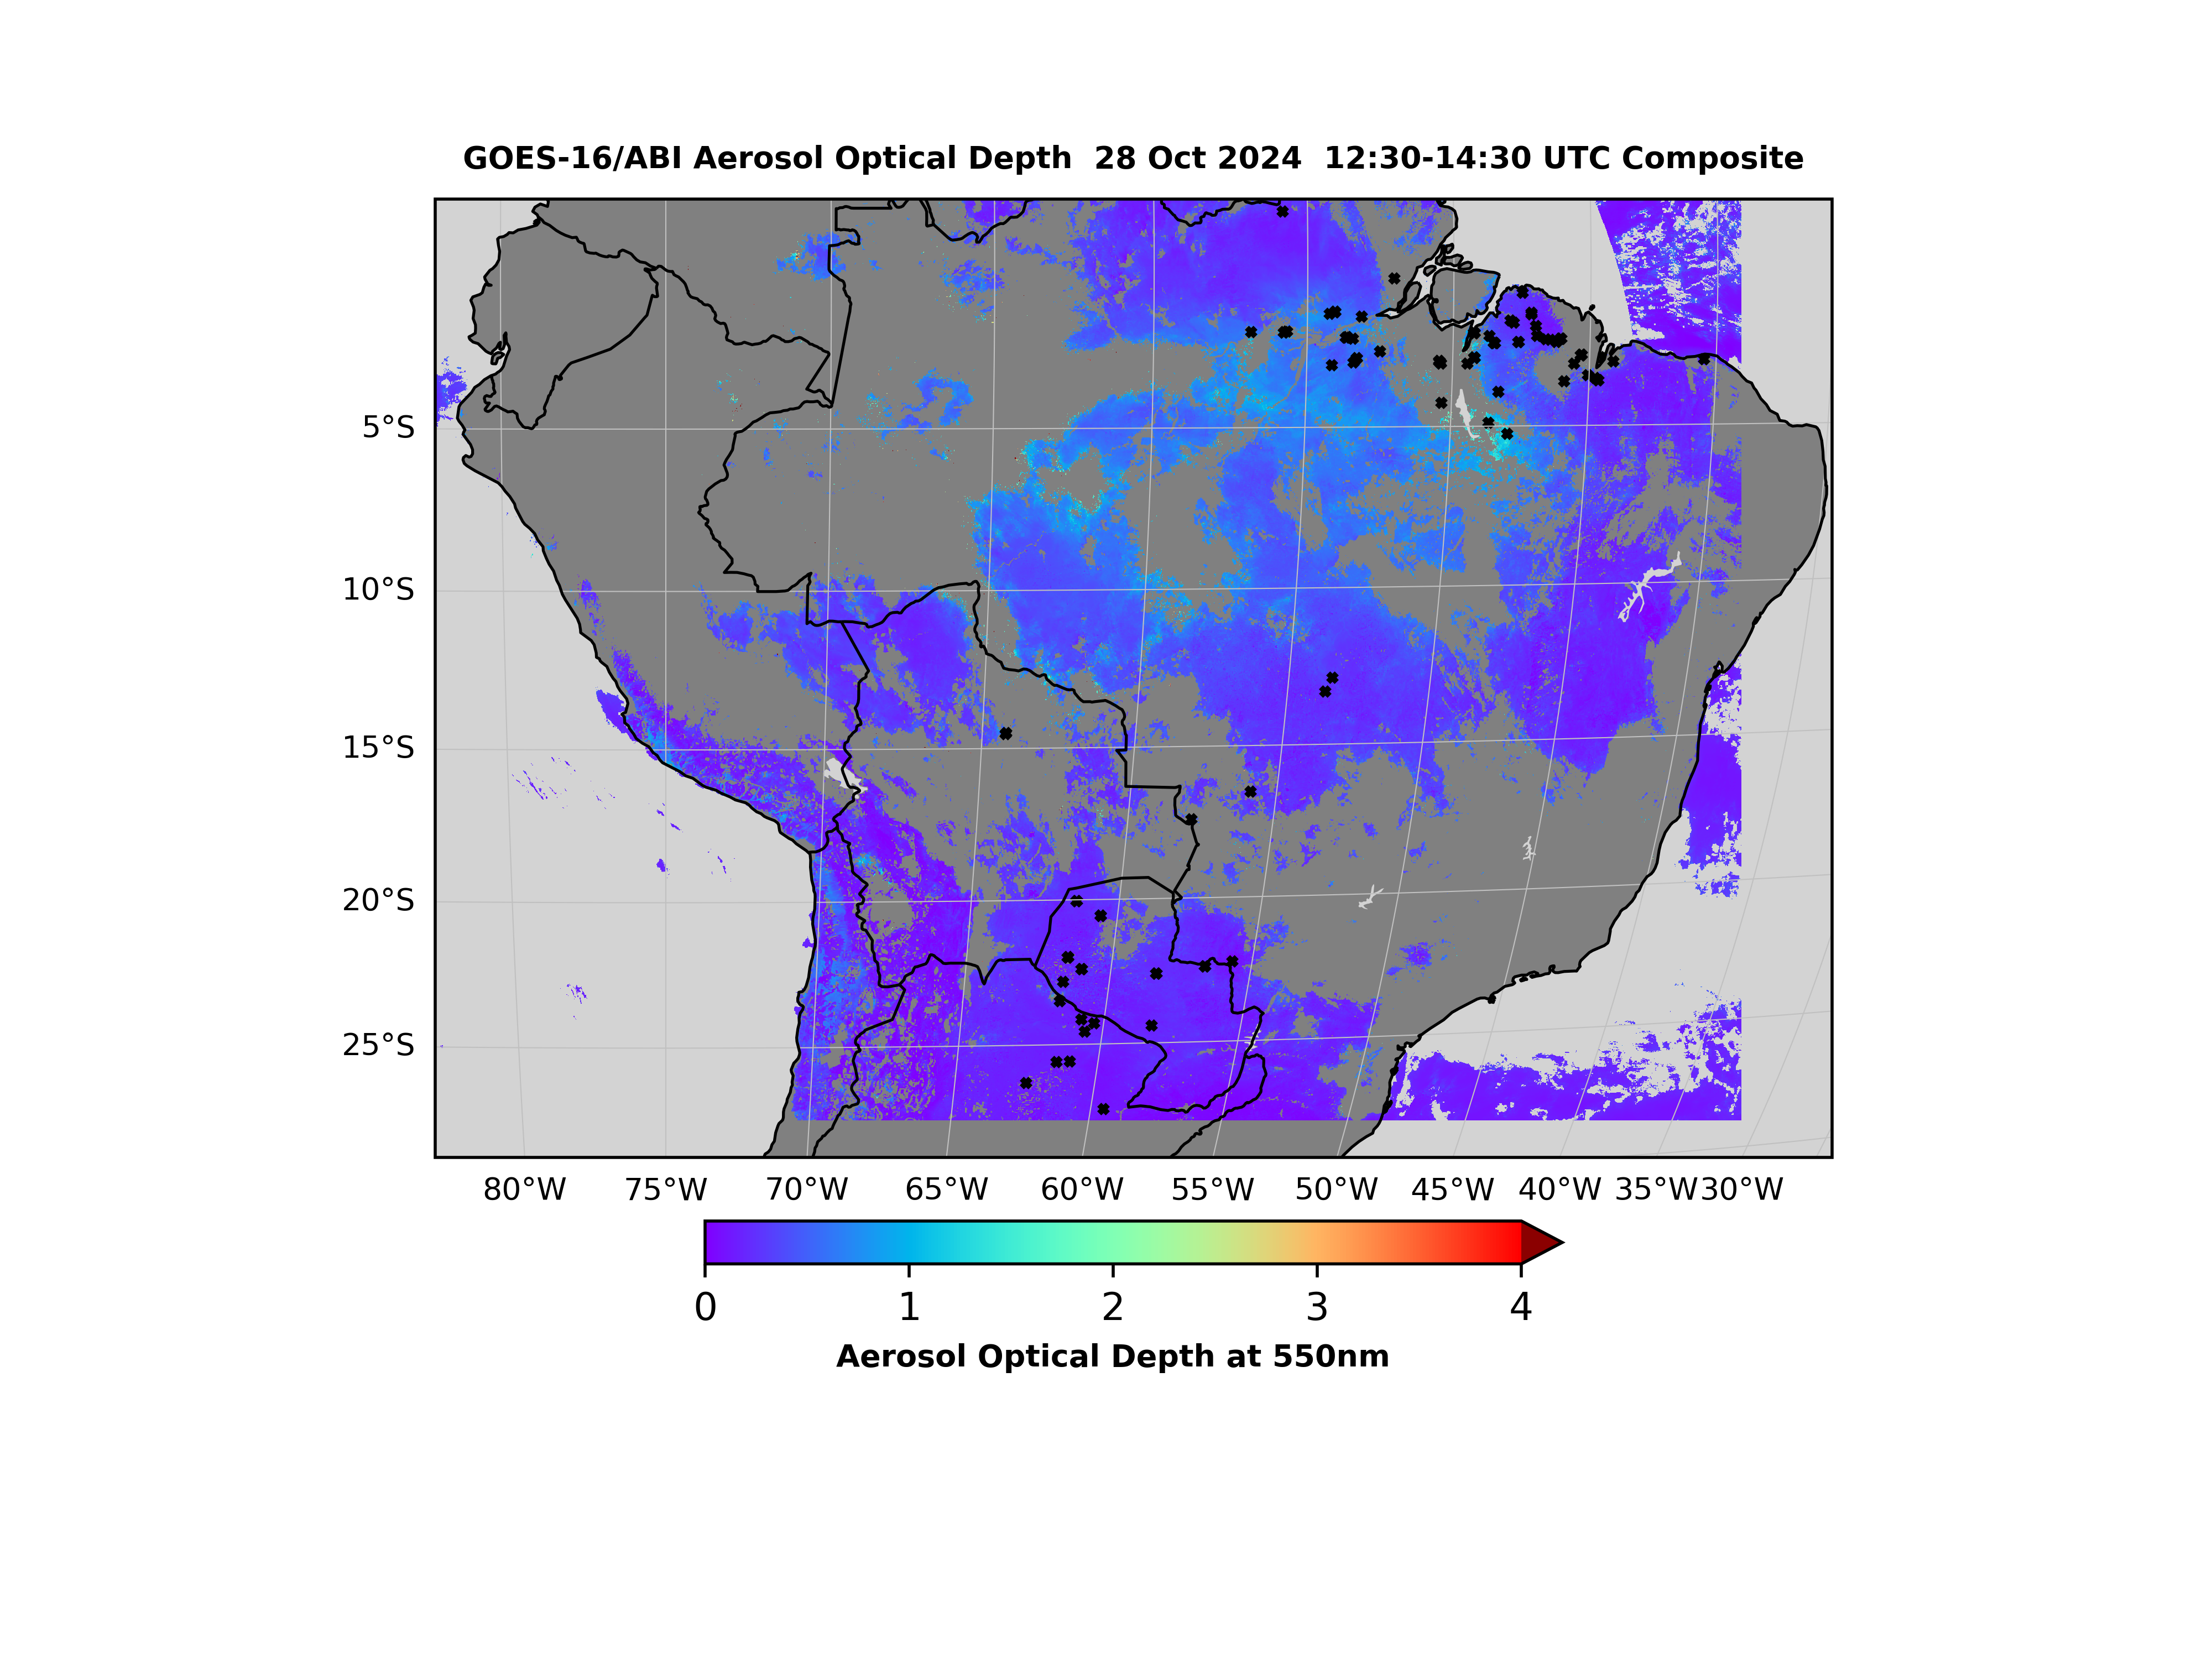 GOES-16/ABI Aerosol Optical Depth  28 Oct 2024  12:30-14:30 UTC Composite
5°S
10°S
15°S
20°S
25°S
80°W 75°W 70°W 65°W 60°W 55°W 50°W 45°W 40°W 35°W 30°W
0 1 2 3 4
Aerosol Optical Depth at 550nm